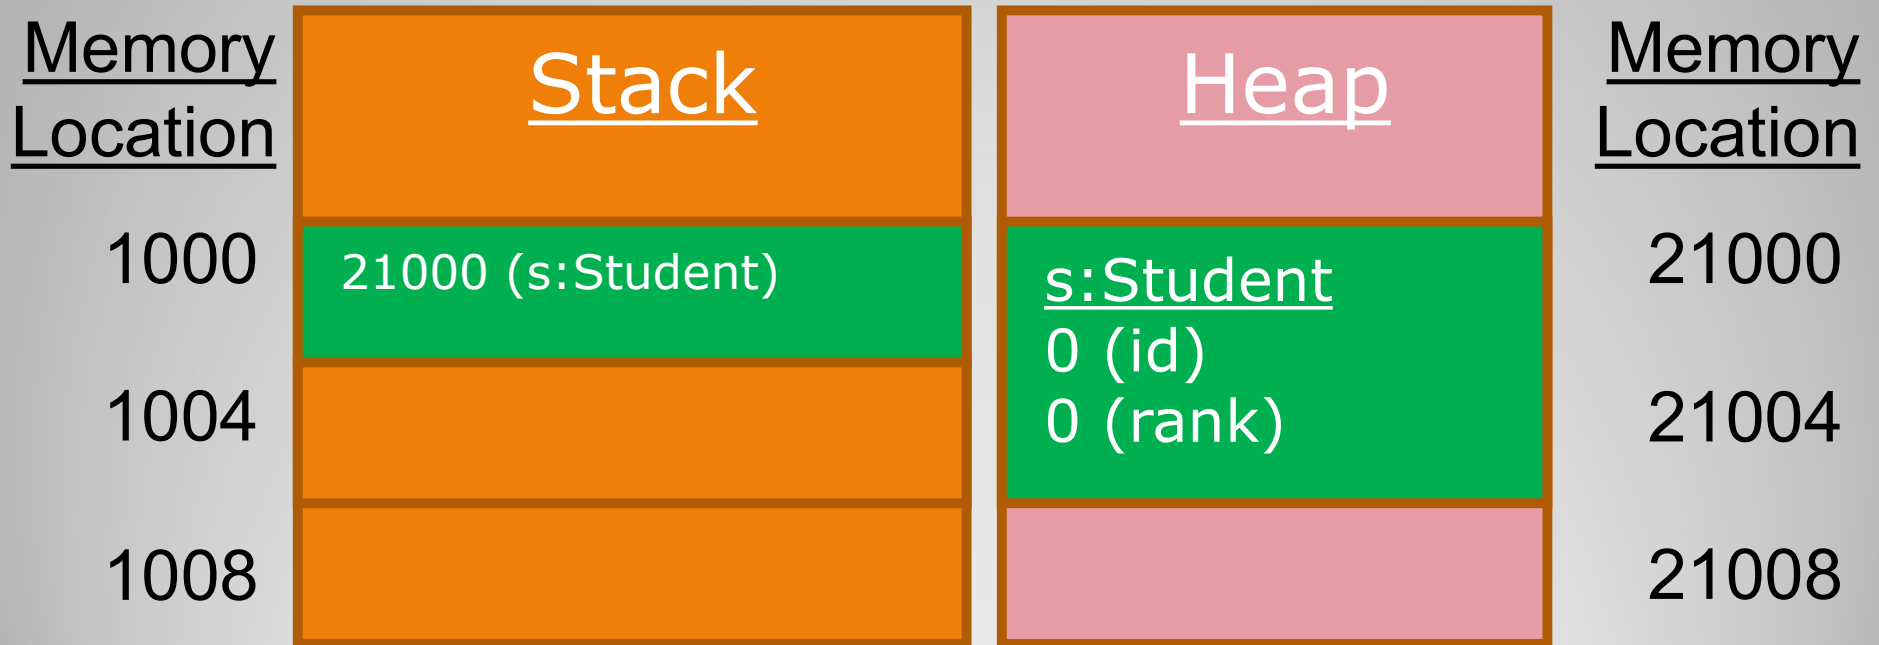 Memory
Location
Stack
Heap
Memory
Location
1000
21000 (s:Student)
s:Student
0 (id)
0 (rank)
21000
1004
21004
1008
21008